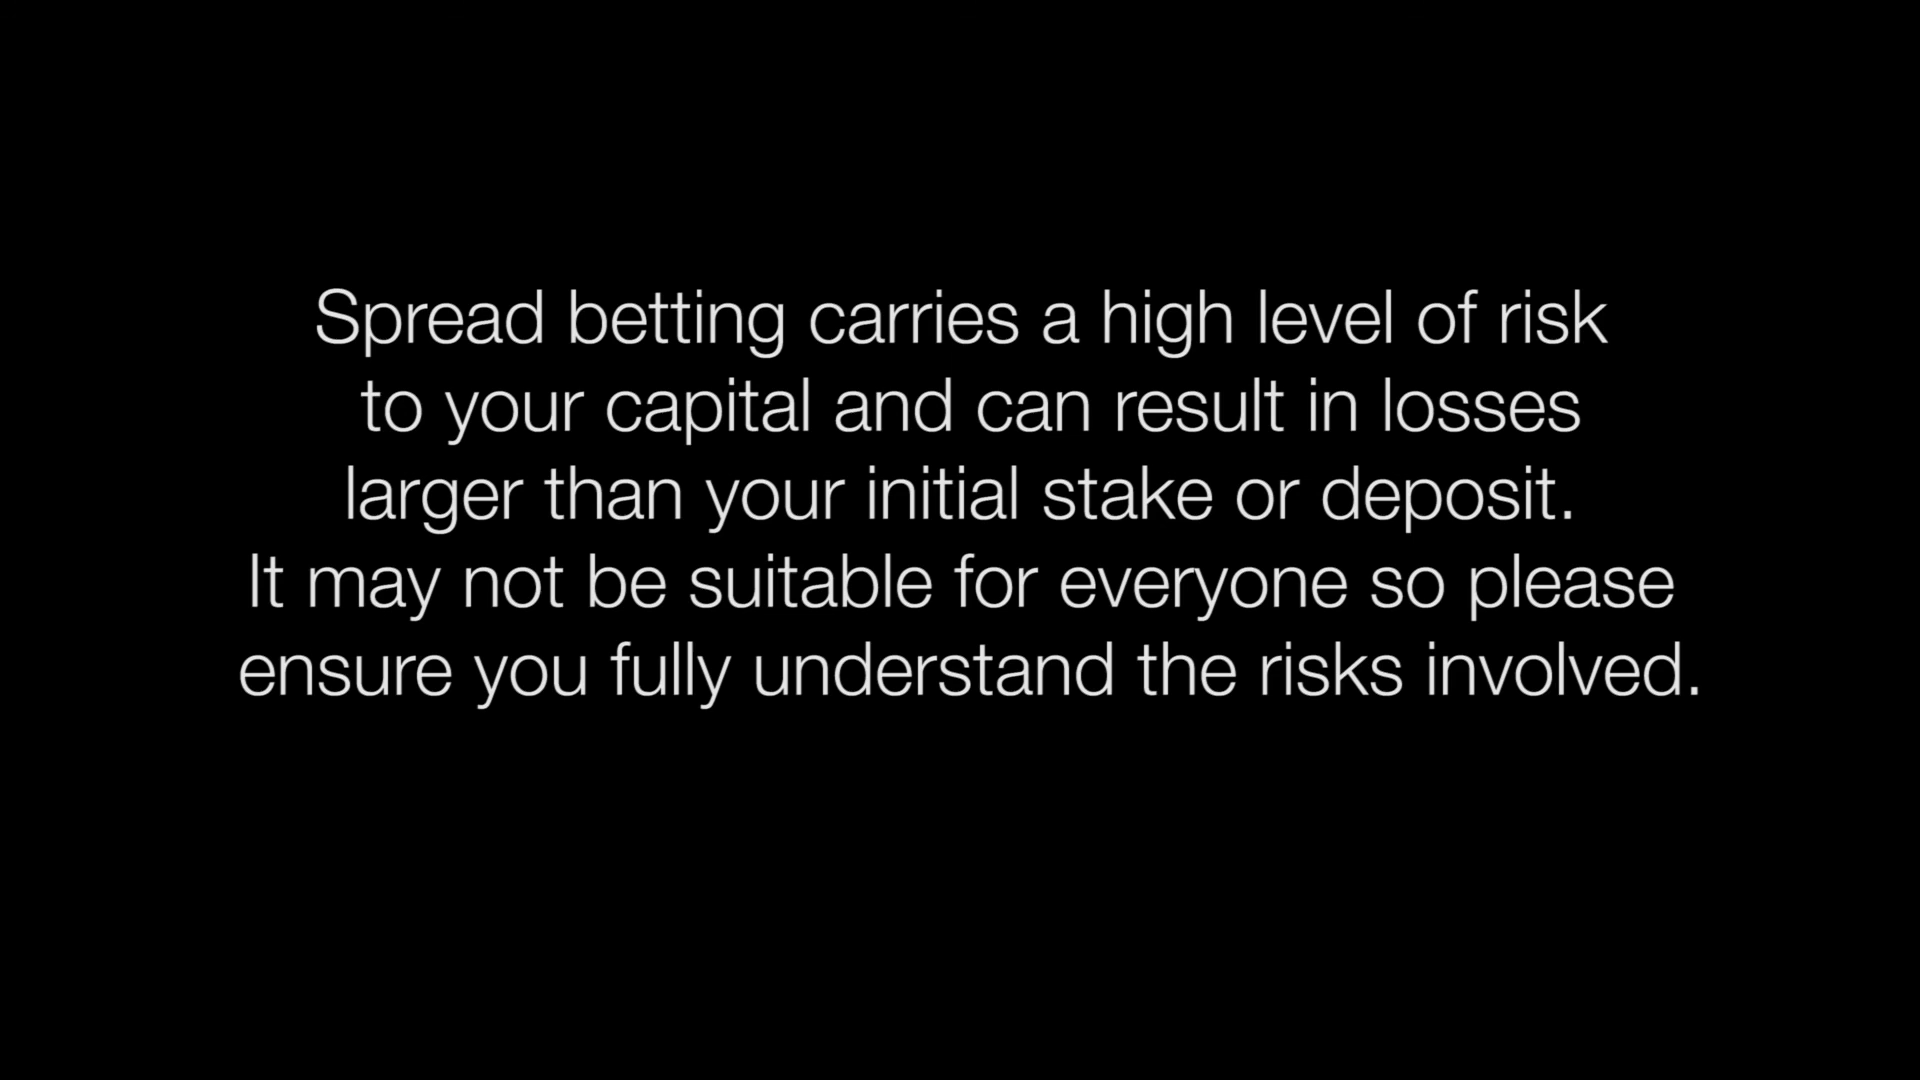 Spread betting carries a high level of risk
to your capital and can result in losses
larger than your initial stake or deposit.
It may not be suitable for everyone so please
ensure you fully understand the risks involved.